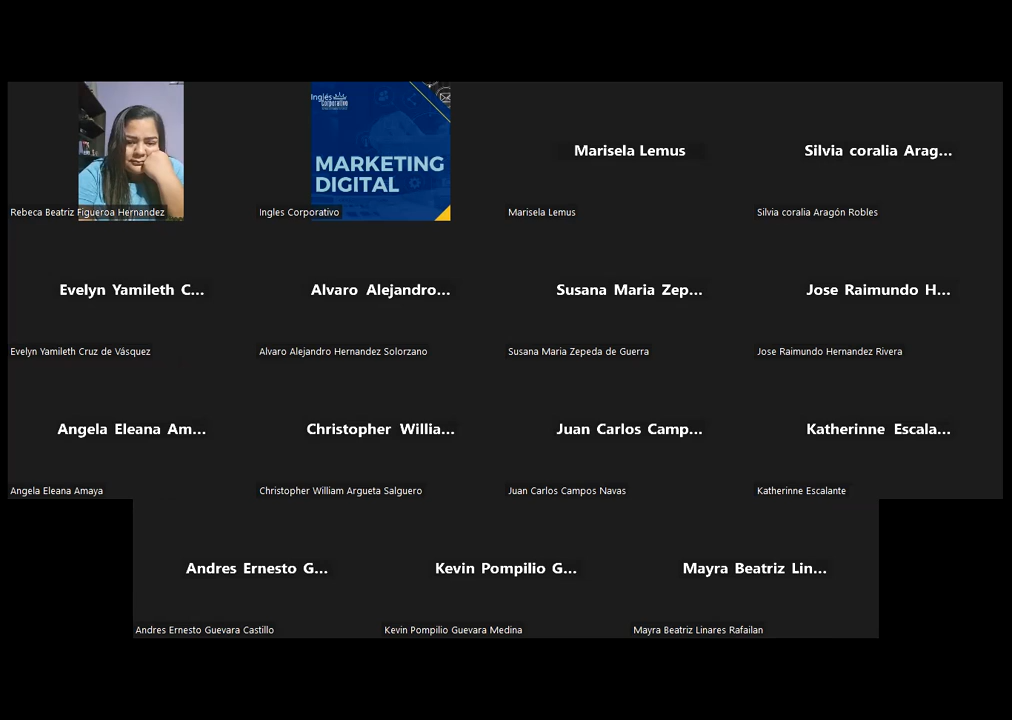 Inglés
Corporativo
MARKETING
DIGITAL
Marisela Lemus
Silvia coralia Arag...
Rebeca Beatriz Figueroa Hernandez
Ingles Corporativo
Marisela Lemus
Silvia coralia Aragón Robles
Evelyn Yamileth C...
Alvaro Alejandro...
Susana Maria Zep...
Jose Raimundo H...
Evelyn Yamileth Cruz de Vásquez
Alvaro Alejandro Hernandez Solorzano
Susana Maria Zepeda de Guerra
Jose Raimundo Hernandez Rivera
Angela Eleana Am...
Christopher Willia...
Juan Carlos Camp...
Katherinne Escala...
Angela Eleana Amaya
Christopher William Argueta Salguero
Juan Carlos Campos Navas
Katherinne Escalante
Andres Ernesto G...
Kevin Pompilio G...
Mayra Beatriz Lin...
Andres Ernesto Guevara Castillo
Kevin Pompilio Guevara Medina
Mayra Beatriz Linares Rafailan